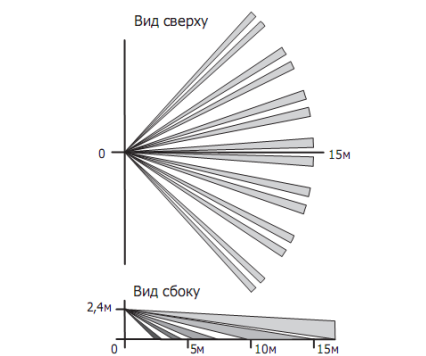 Вид сверху
0
15м
Вид сбоку
2,4м
0 5м 10м 15м